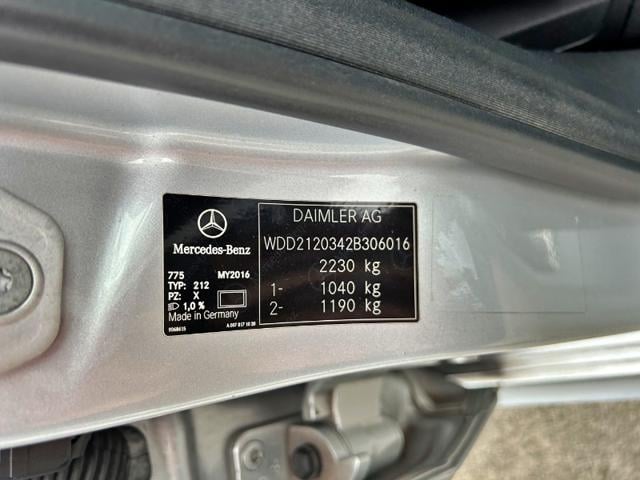 DAIMLER AG
Mercedes-Benz
WDD2120342B306016
2230 kg
1- 1040 kg
2- 1190 kg
775 MY2016
TYP: 212
PZ: X
1,0 %
Made in Germany